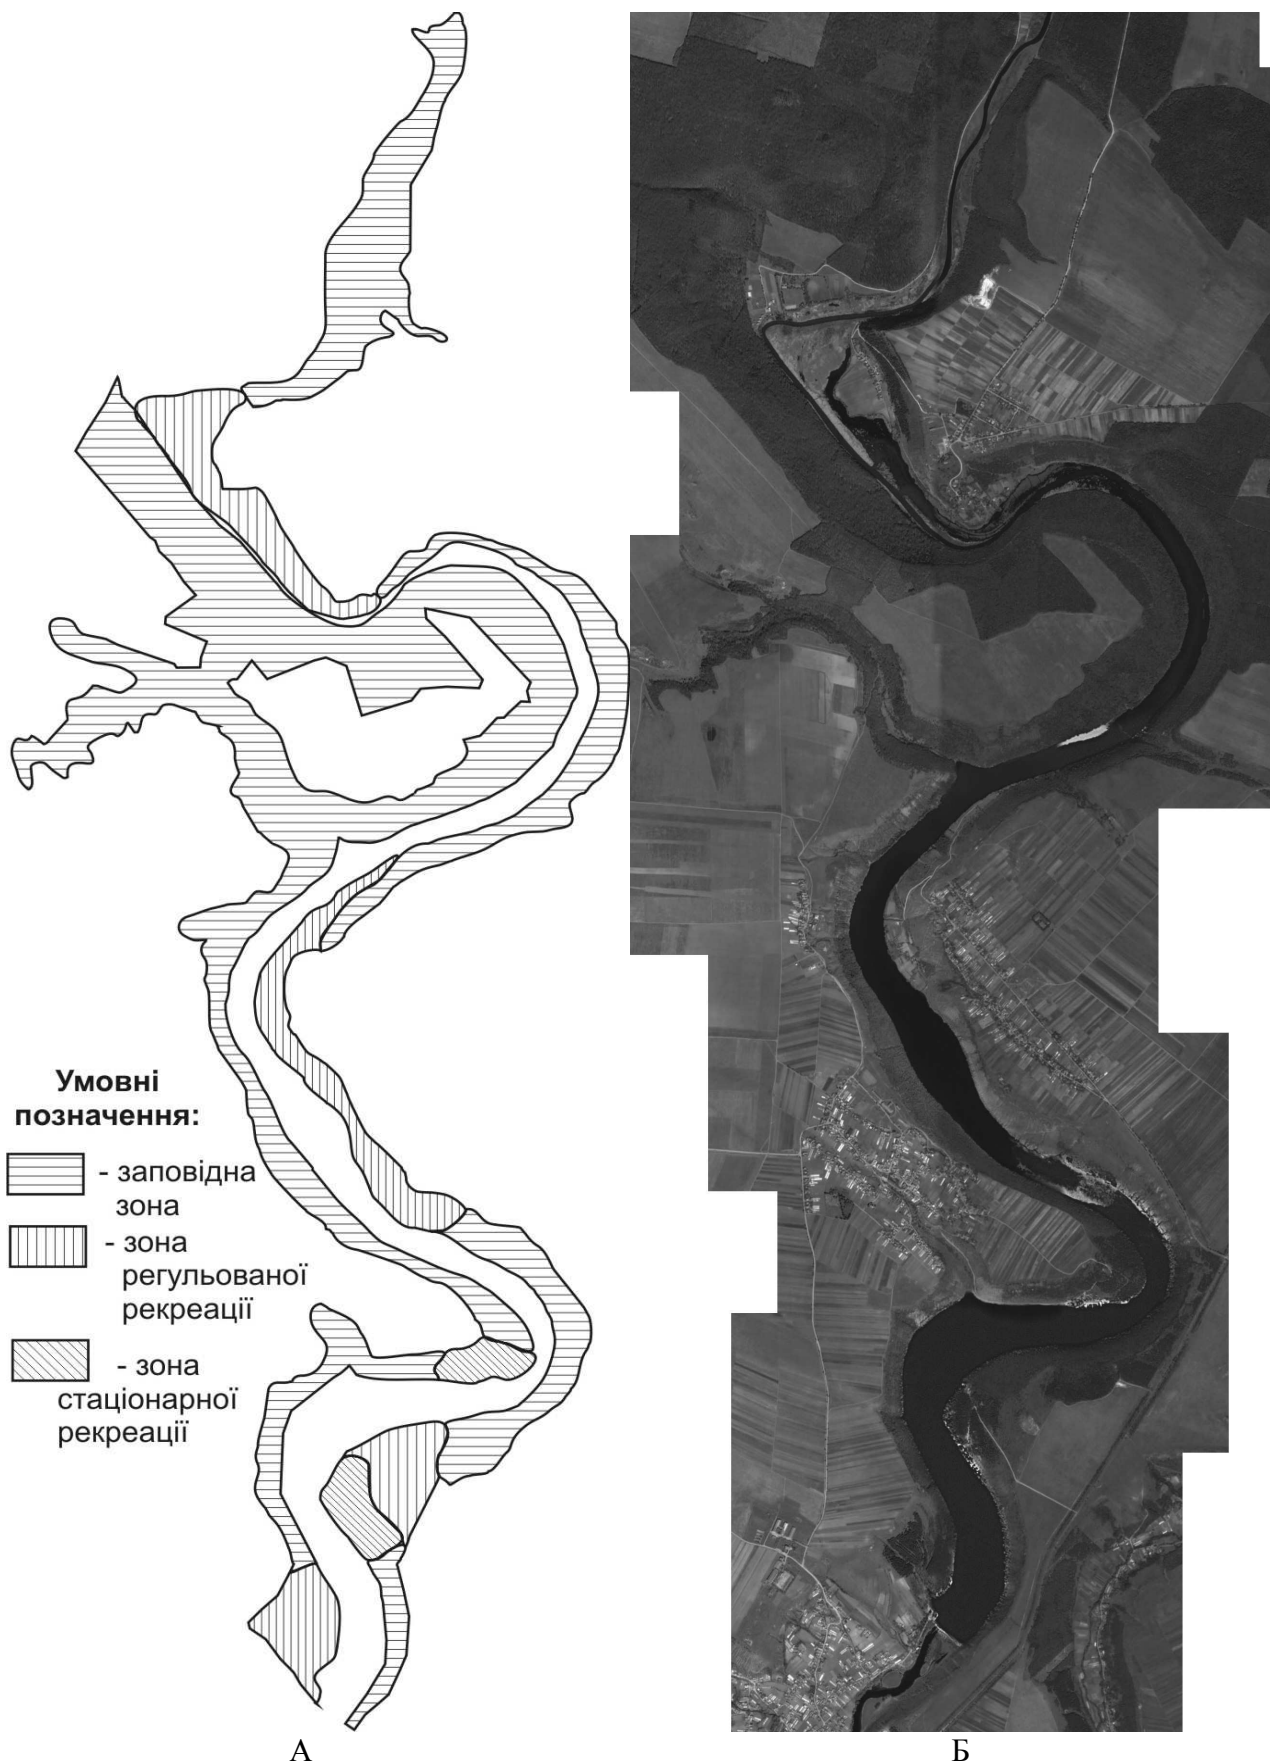 Умовні
позначення:
- заповідна
зона
- зона
регульованої
рекреації
- зона
стаціонарної
рекреації
А
Б